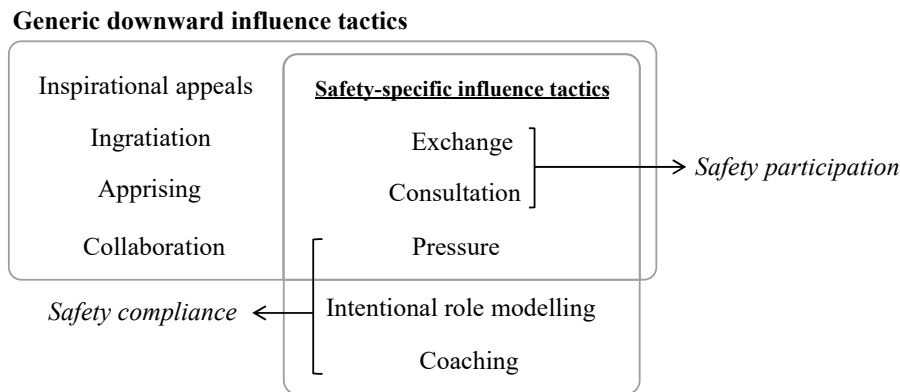 Generic downward influence tactics
Inspirational appeals
Safety-specific influence tactics
Ingratiation
Exchange
Safety participation
Apprising
Consultation
Collaboration
Pressure
Safety compliance
Intentional role modelling
Coaching